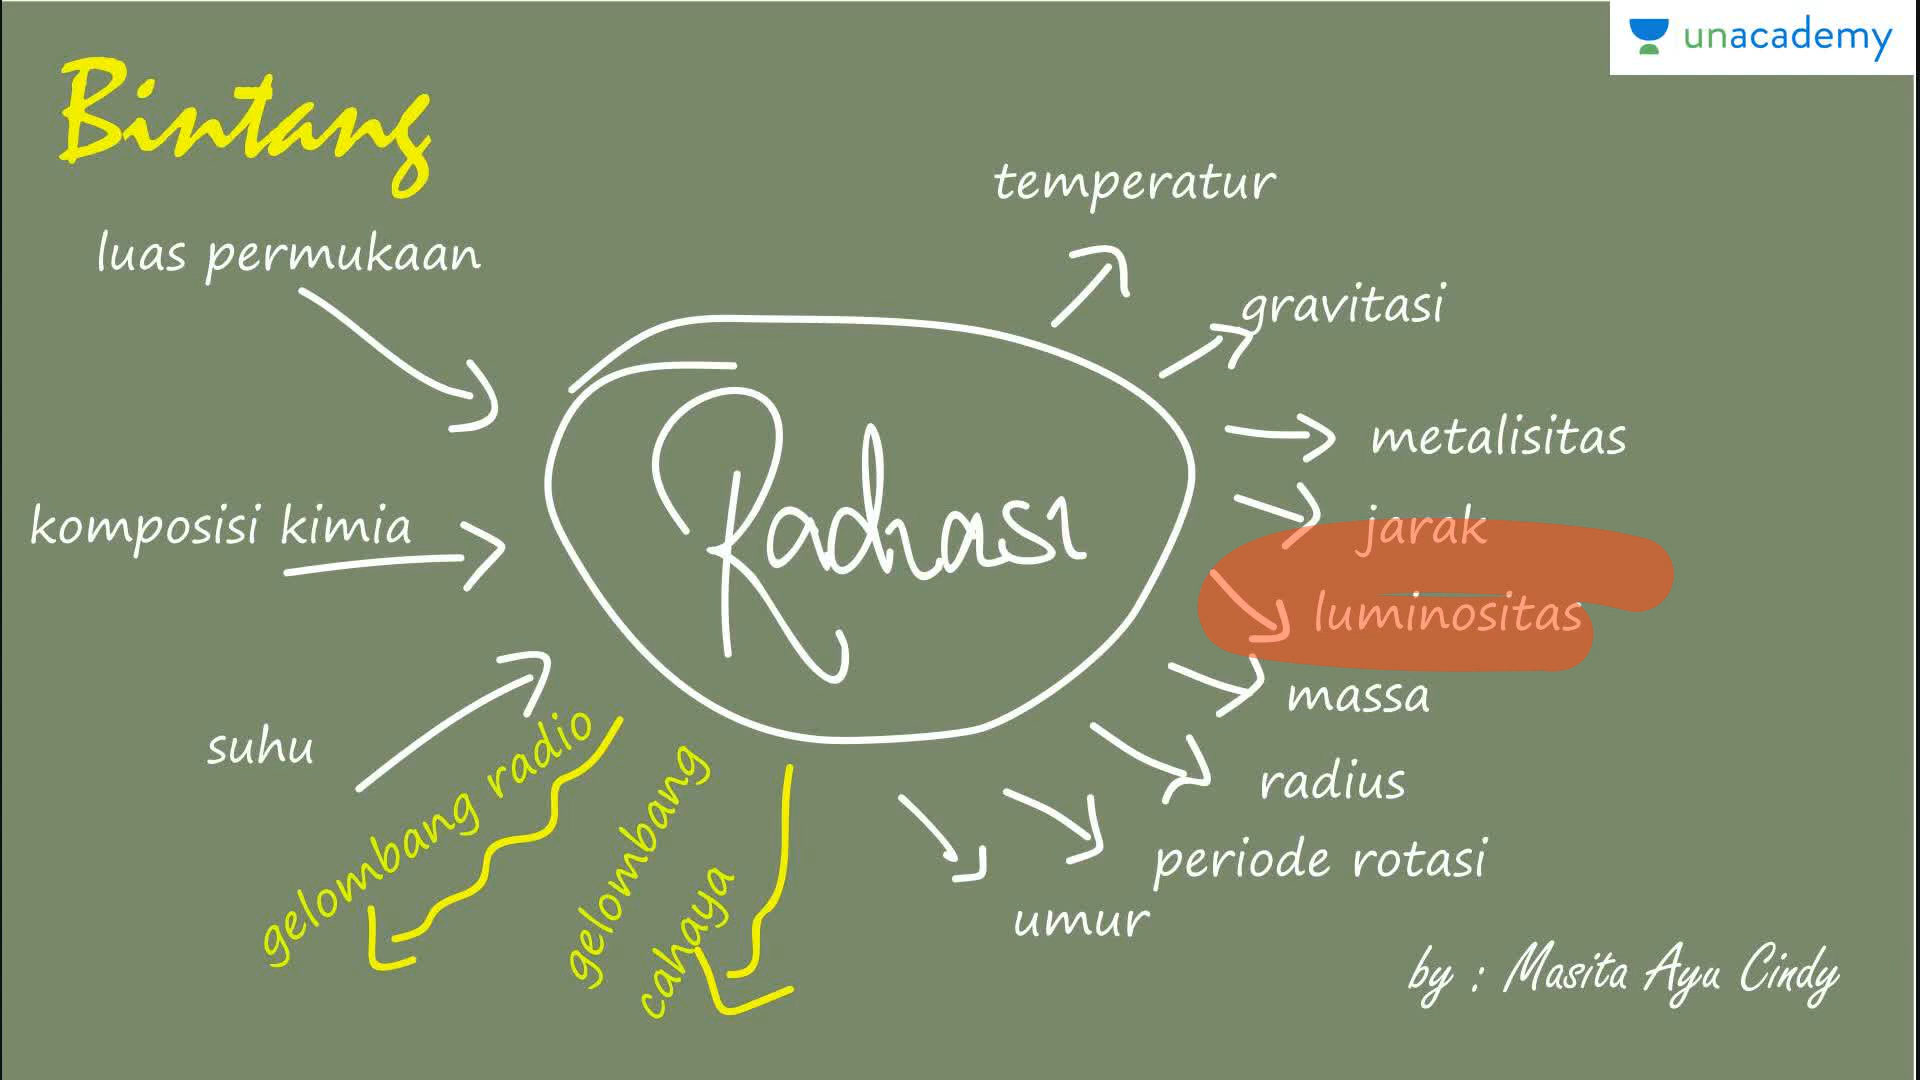 unacademy
Bintang
temperatur
luas permukaan
gravitasi
metalisitas
komposisi kimia
Radiasi
jarak
luminositas
massa
suhu
gelombang radio
gelombang
cahaya
radius
periode rotasi
umur
by : Masita Ayu Cindy